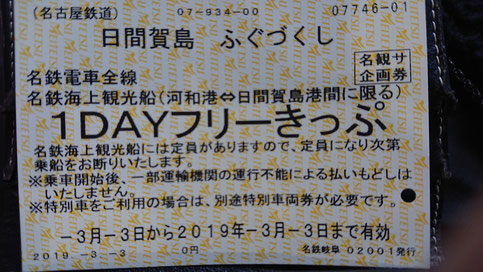 (名古屋鉄道) 07-934-00 07746-01
日間賀島 ふぐづくし
名観サ
企画券
名鉄電車全線
名鉄海上観光船(河和港⇔日間賀島港間に限る)
1DAYフリーきっぷ
名鉄海上観光船には定員がありますので、定員になり次第
乗船をお断りいたします。
※乗車開始後、一部運輸機関の運行不能による払いもどしは
いたしません。
※特別車をご利用の場合は、別途特別車両券が必要です。
-3月-3日から2019年-3月-3日まで有効
2019 -3 -3 -0円 名鉄岐阜 02001発行